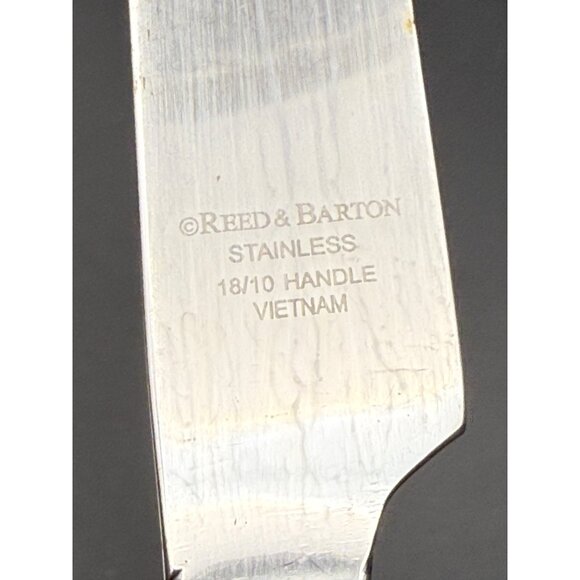 ©REED & BARTON
STAINLESS
18/10 HANDLE
VIETNAM